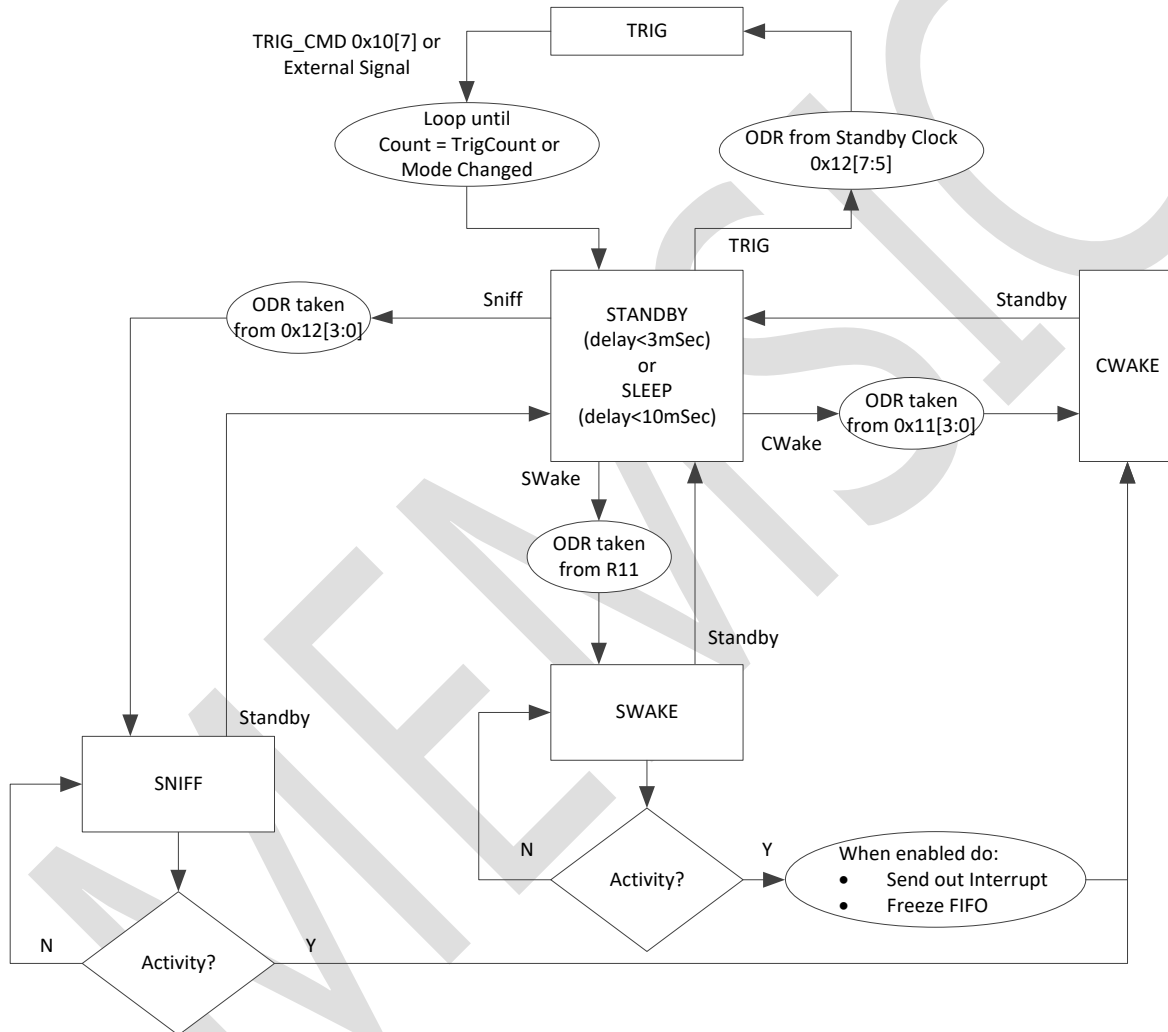 TRIG
TRIG_CMD 0x10[7] or
External Signal
Loop until
Count = TrigCount or
Mode Changed
ODR from Standby Clock
0x12[7:5]
TRIG
ODR taken
from 0x12[3:0]
Sniff
STANDBY
(delay<3mSec)
or
SLEEP
(delay<10mSec)
Standby
CWAKE
ODR taken
from 0x11[3:0]
CWake
SWake
ODR taken
from R11
Standby
SWAKE
Standby
SNIFF
N
Activity?
Y
When enabled do:
• Send out Interrupt
• Freeze FIFO
N
Activity?
Y
MEMSIC